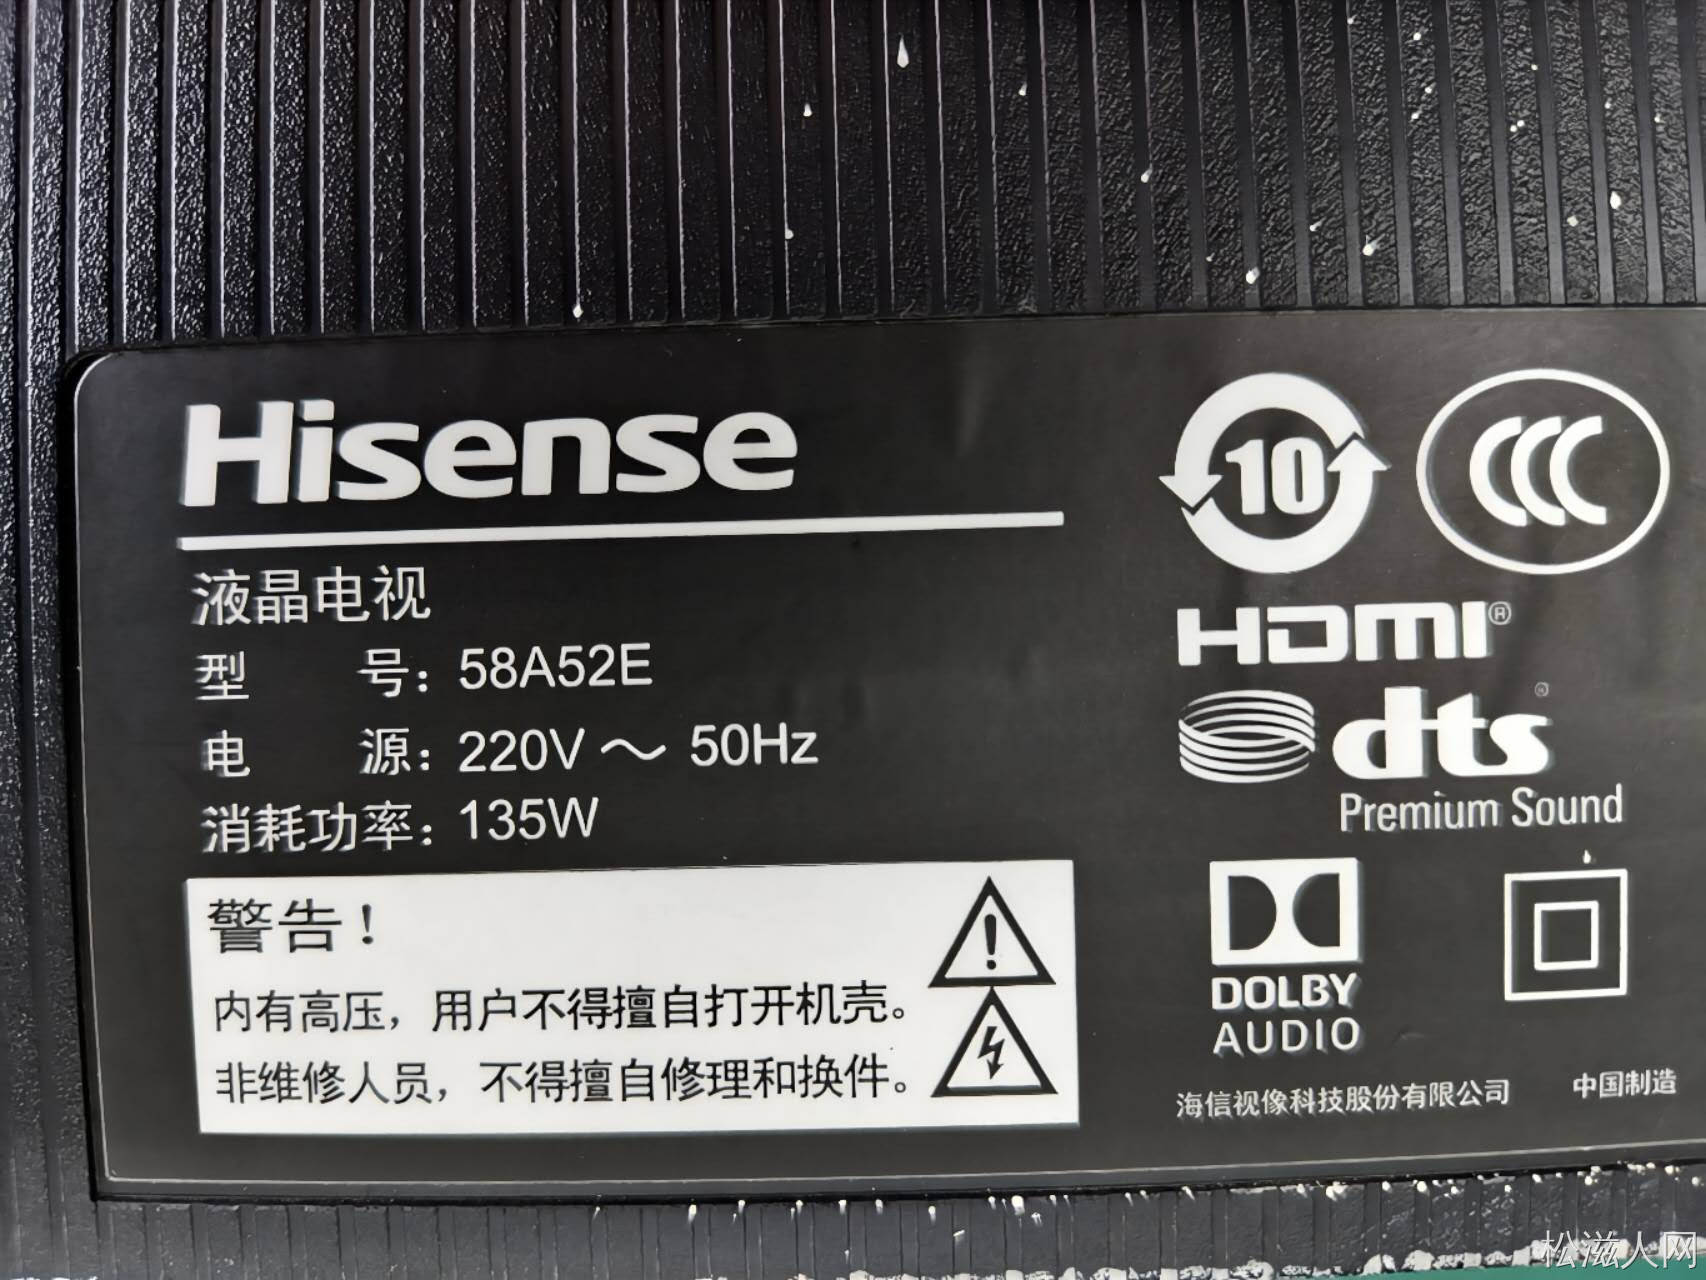 Hisense
液晶电视
型 号：58A52E
电 源：220V～ 50Hz
消耗功率：135W
警告！
内有高压，用户不得擅自打开机壳。
非维修人员，不得擅自修理和换件。
10
CCC
HDMI®
dts®
Premium Sound
DOLBY
AUDIO
海信视像科技股份有限公司 中国制造
松滋人网